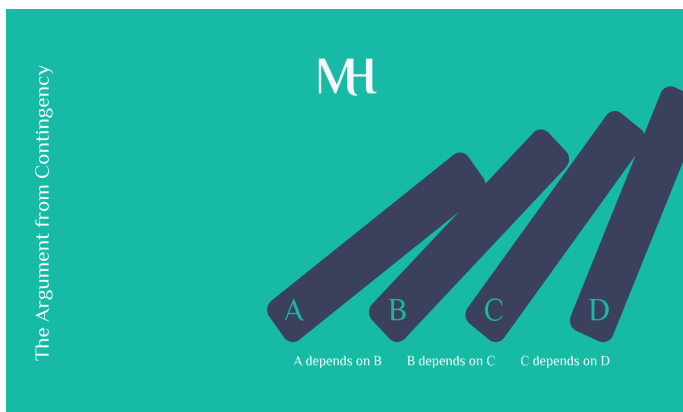 The Argument from Contingency
MH
A
B
C
D
A depends on B
B depends on C
C depends on D